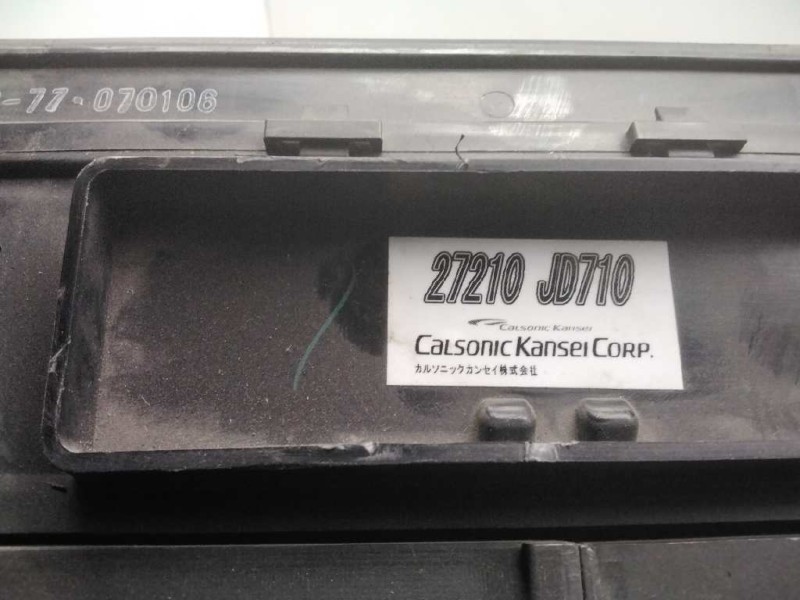 -77-070106
27210 JD710
Calsonic Kansei
Calsonic Kansei Corp.
カルソニックカンセイ株式会社